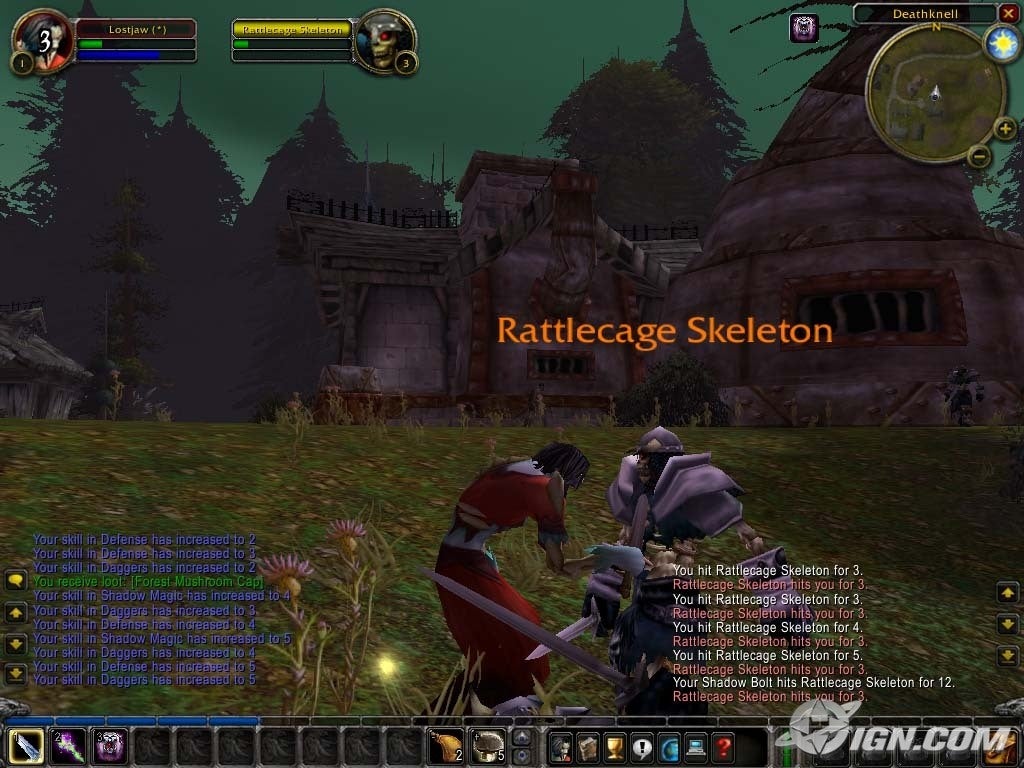 Lostjaw (*)
3
1
Rattlecage Skeleton
3
Deathknell
N
Rattlecage Skeleton
Your skill in Defense has increased to 2
Your skill in Defense has increased to 3
Your skill in Daggers has increased to 2
You receive loot: [Forest Mushroom Cap]
Your skill in Shadow Magic has increased to 4
Your skill in Daggers has increased to 3
Your skill in Defense has increased to 4
Your skill in Shadow Magic has increased to 5
Your skill in Daggers has increased to 4
Your skill in Defense has increased to 5
Your skill in Daggers has increased to 5
You hit Rattlecage Skeleton for 3.
Rattlecage Skeleton hits you for 3.
You hit Rattlecage Skeleton for 3.
Rattlecage Skeleton hits you for 3.
You hit Rattlecage Skeleton for 4.
Rattlecage Skeleton hits you for 3.
You hit Rattlecage Skeleton for 5.
Rattlecage Skeleton hits you for 3.
Your Shadow Bolt hits Rattlecage Skeleton for 12.
Rattlecage Skeleton hits you for 3.
2
3
2
5
?
IGN.COM